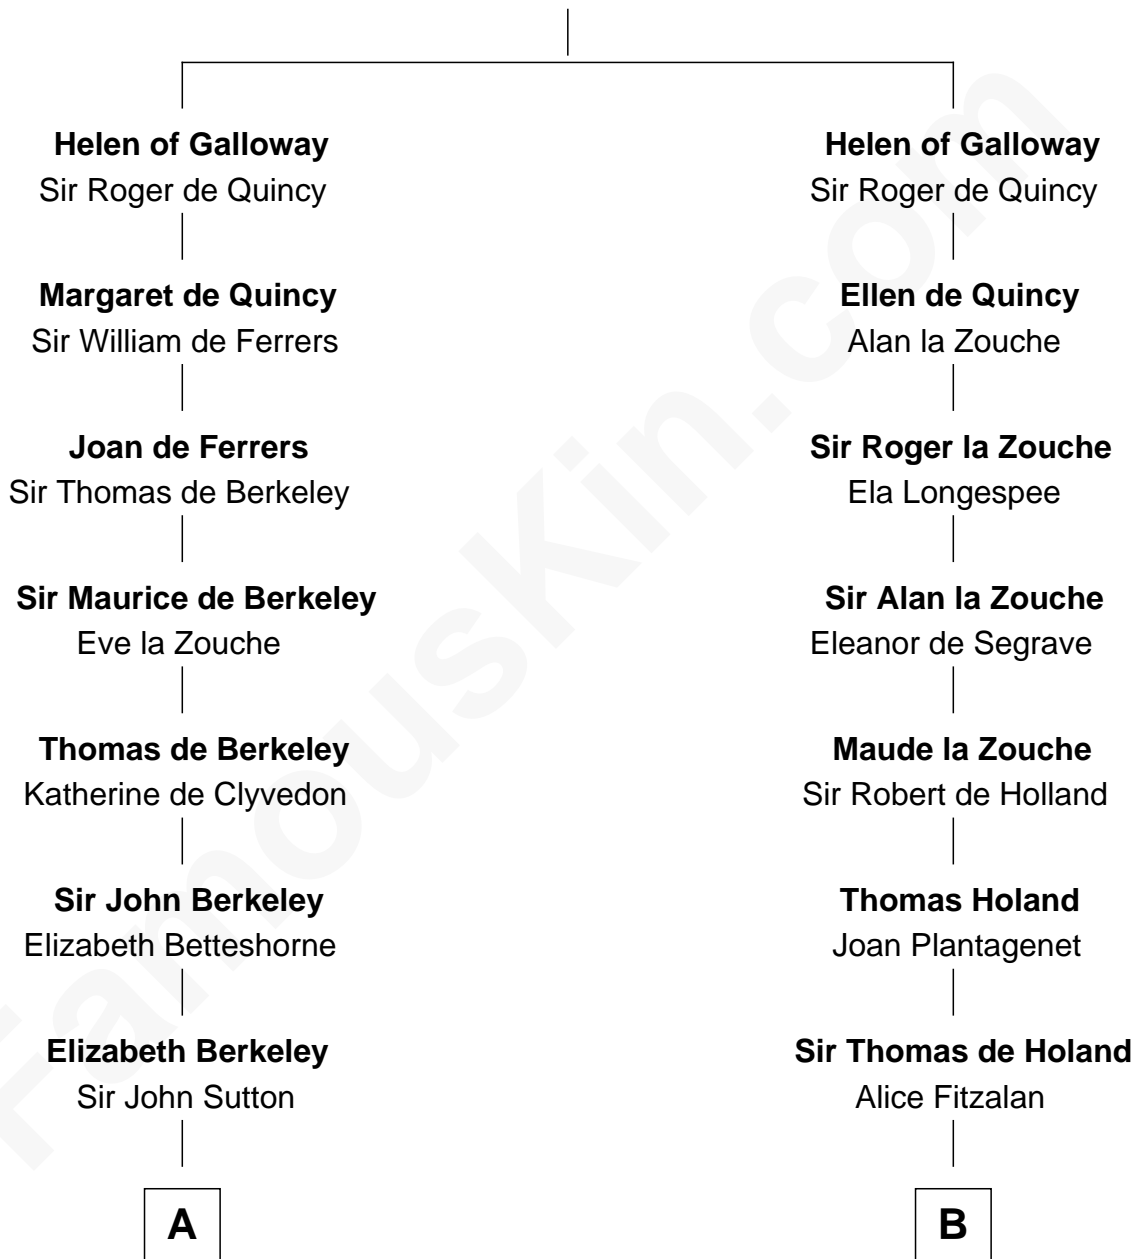 Helen of Galloway
Sir Roger de Quincy
Margaret de Quincy
Sir William de Ferrers
Joan de Ferrers
Sir Thomas de Berkeley
Sir Maurice de Berkeley
Eve la Zouche
Thomas de Berkeley
Katherine de Clyvedon
Sir John Berkeley
Elizabeth Betteshorne
Elizabeth Berkeley
Sir John Sutton
A
Helen of Galloway
Sir Roger de Quincy
Ellen de Quincy
Alan la Zouche
Sir Roger la Zouche
Ela Longespee
Sir Alan la Zouche
Eleanor de Segrave
Maude la Zouche
Sir Robert de Holland
Thomas Holand
Joan Plantagenet
Sir Thomas de Holand
Alice Fitzalan
B
FamousKin.com